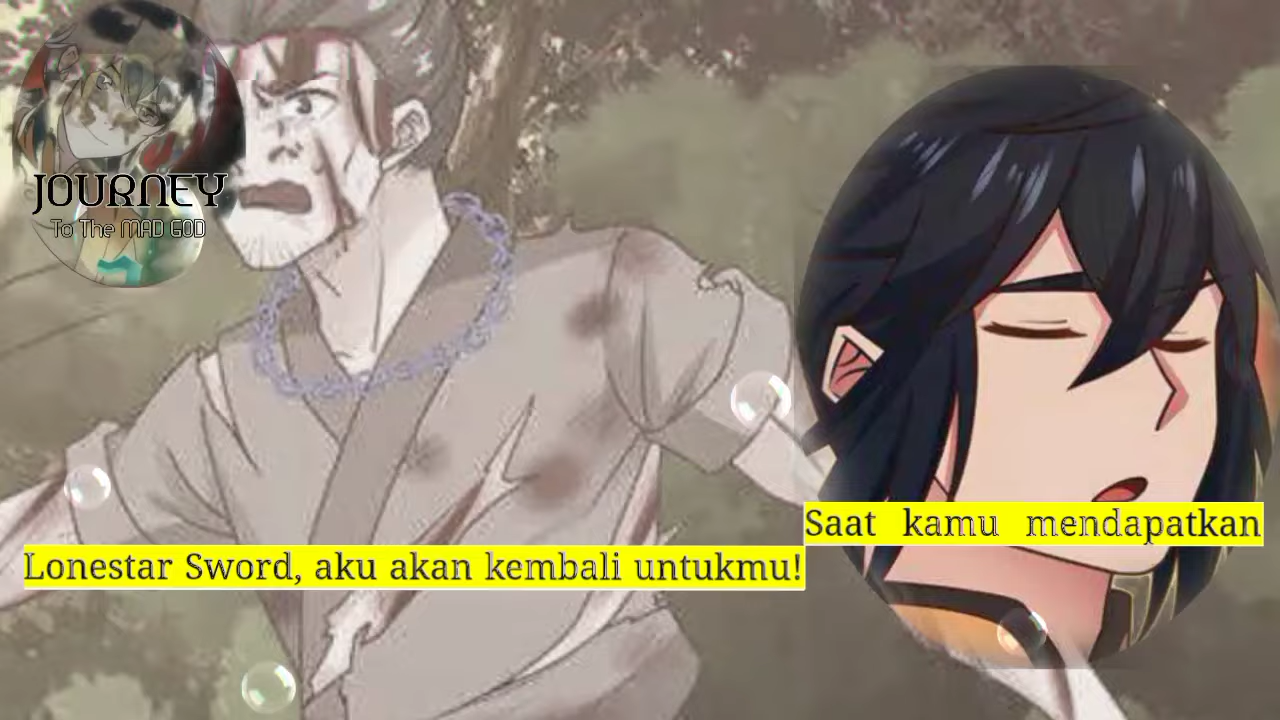 JOURNEY
To The MAD GOD
Saat kamu mendapatkan
Lonestar Sword, aku akan kembali untukmu!